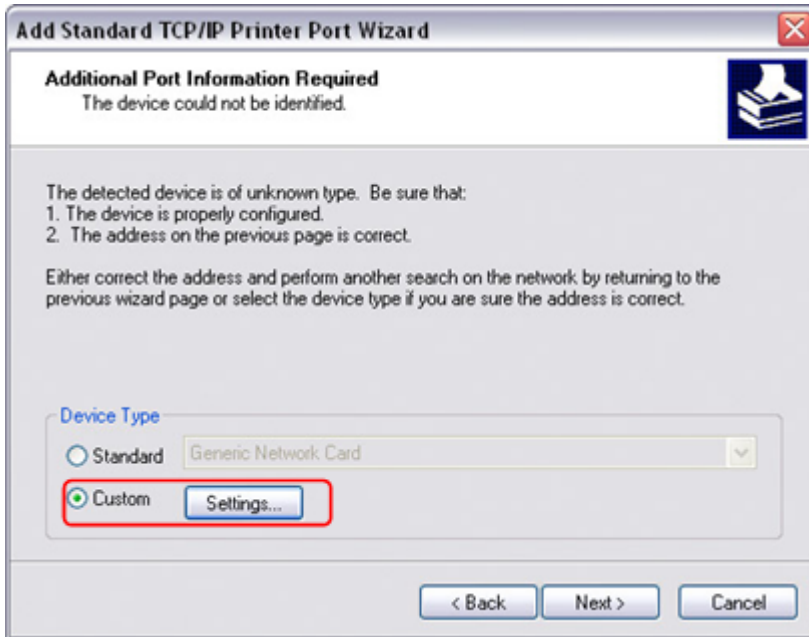 Add Standard TCP/IP Printer Port Wizard
Additional Port Information Required
The device could not be identified.
The detected device is of unknown type. Be sure that:
1. The device is properly configured.
2. The address on the previous page is correct.
Either correct the address and perform another search on the network by returning to the
previous wizard page or select the device type if you are sure the address is correct.
Device Type
Standard Generic Network Card
Custom Settings...
< Back Next > Cancel